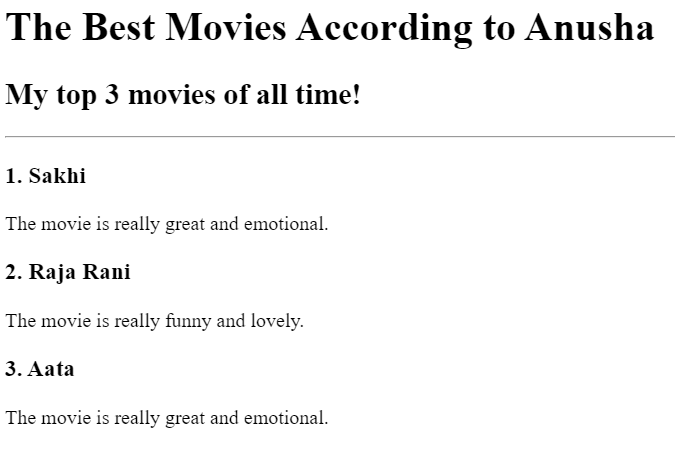 The Best Movies According to Anusha
My top 3 movies of all time!
1. Sakhi
The movie is really great and emotional.
2. Raja Rani
The movie is really funny and lovely.
3. Aata
The movie is really great and emotional.